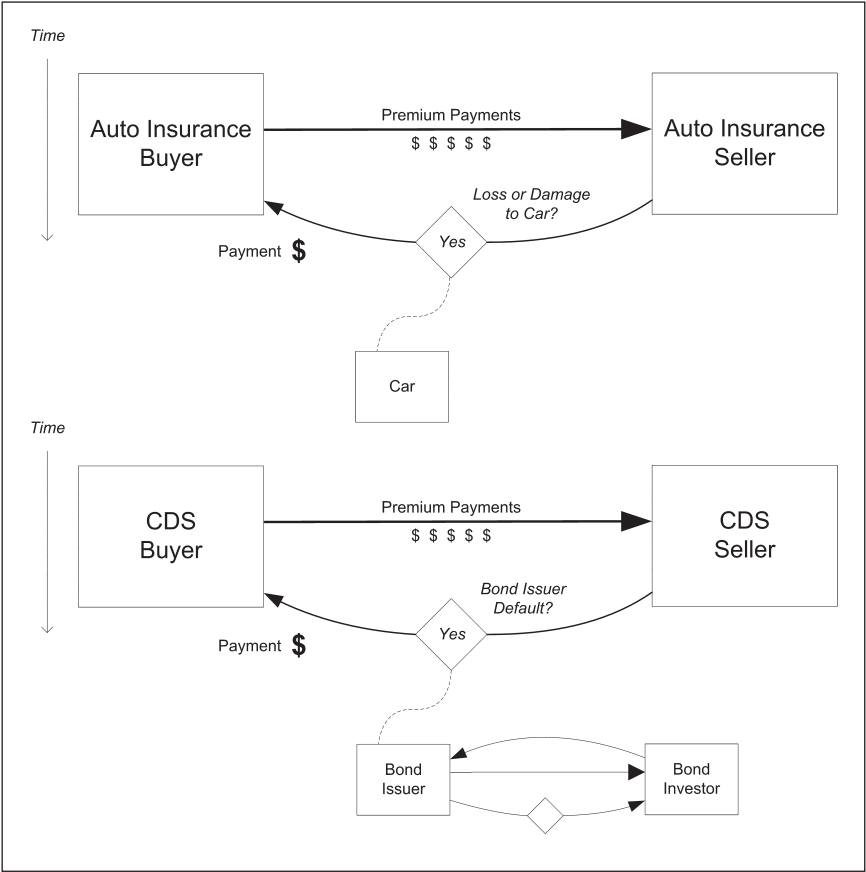 Time
Auto Insurance
Buyer
Premium Payments
$ $ $ $ $
Auto Insurance
Seller
Loss or Damage
to Car?
Yes
Payment $
Car
Time
CDS
Buyer
Premium Payments
$ $ $ $ $
CDS
Seller
Bond Issuer
Default?
Yes
Payment $
Bond
Issuer
Bond
Investor